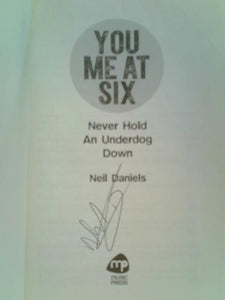 YOU
ME AT
SIX
Never Hold
An Underdog
Down
Neil Daniels
mp
MUSIC
PRESS